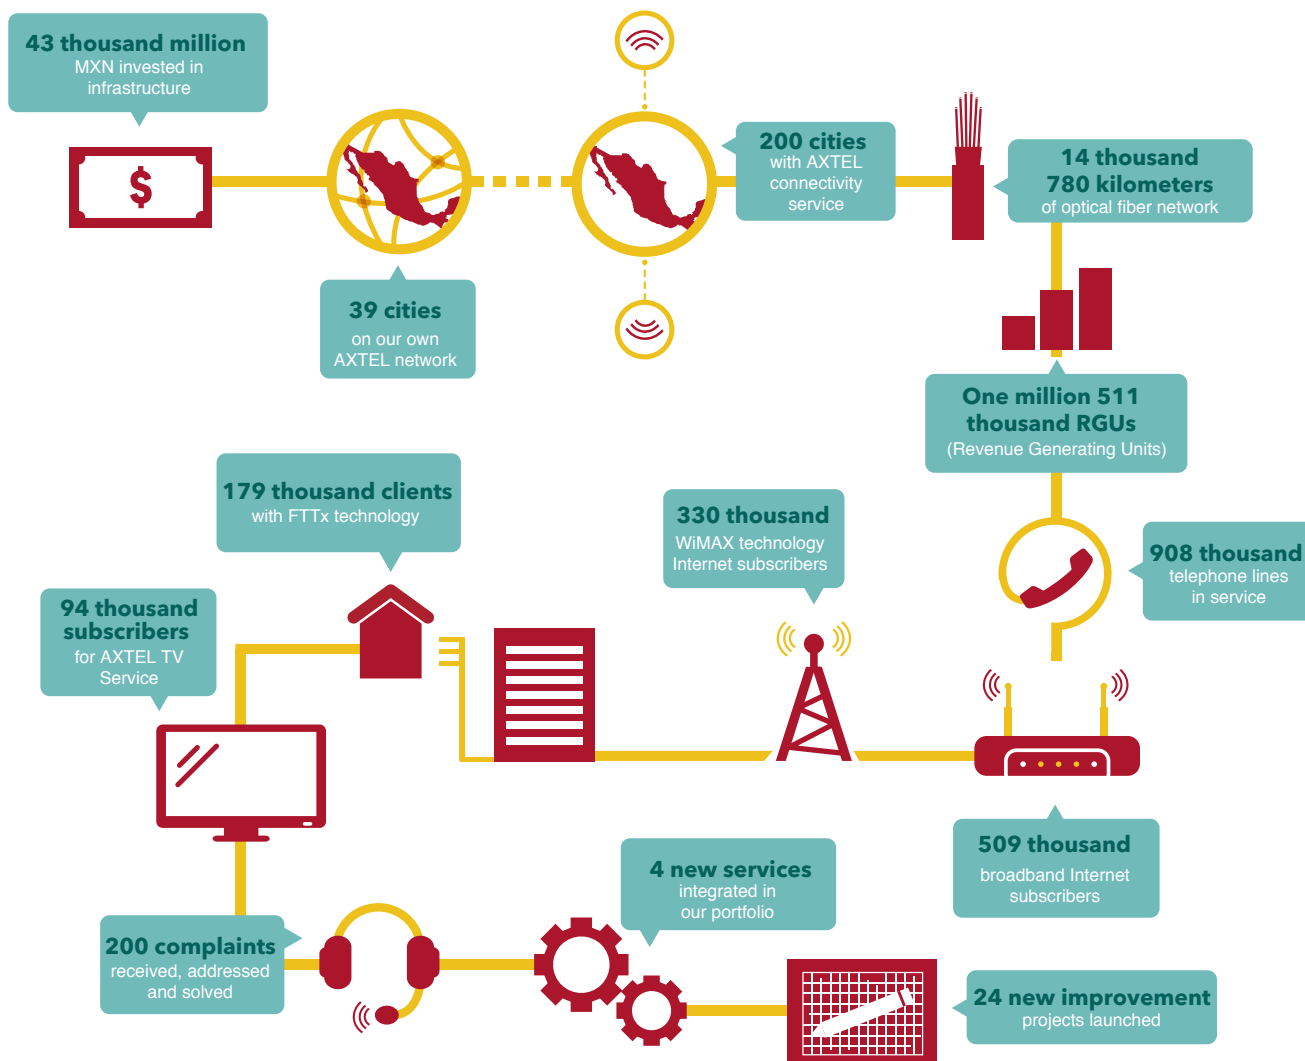 43 thousand million
MXN invested in
infrastructure
$
39 cities
on our own
AXTEL network
200 cities
with AXTEL
connectivity
service
14 thousand
780 kilometers
of optical fiber network
One million 511
thousand RGUs
(Revenue Generating Units)
908 thousand
telephone lines
in service
509 thousand
broadband Internet
subscribers
330 thousand
WiMAX technology
Internet subscribers
179 thousand clients
with FTTx technology
94 thousand
subscribers
for AXTEL TV
Service
200 complaints
received, addressed
and solved
4 new services
integrated in
our portfolio
24 new improvement
projects launched